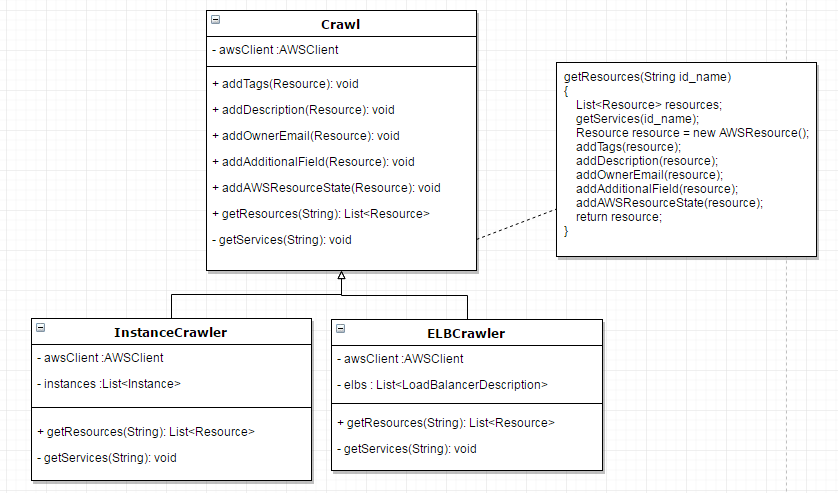 Crawl
- awsClient :AWSClient
+ addTags(Resource): void
+ addDescription(Resource): void
+ addOwnerEmail(Resource): void
+ addAdditionalField(Resource): void
+ addAWSResourceState(Resource): void
+ getResources(String): List<Resource>
- getServices(String): void
getResources(String id_name)
{
List<Resource> resources;
getServices(id_name);
Resource resource = new AWSResource();
addTags(resource);
addDescription(resource);
addOwnerEmail(resource);
addAdditionalField(resource);
addAWSResourceState(resource);
return resource;
}
InstanceCrawler
- awsClient :AWSClient
- instances :List<Instance>
+ getResources(String): List<Resource>
- getServices(String): void
ELBCrawler
- awsClient :AWSClient
- elbs : List<LoadBalancerDescription>
+ getResources(String): List<Resource>
- getServices(String): void